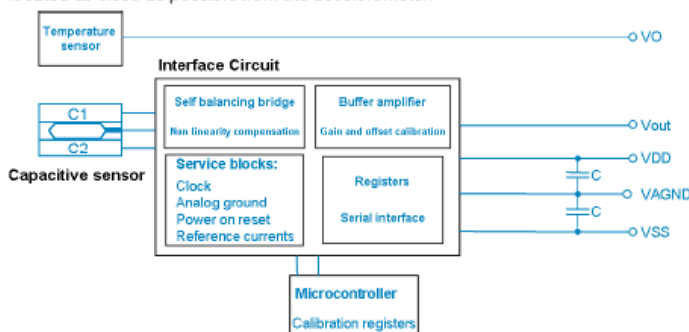 Temperature
sensor
VO
Interface Circuit
Self balancing bridge
Non linearity compensation
Buffer amplifier
Gain and offset calibration
C1
C2
Capacitive sensor
Vout
VDD
C
VAGND
C
VSS
Service blocks:
Clock
Analog ground
Power on reset
Reference currents
Registers
Serial interface
Microcontroller
Calibration registers